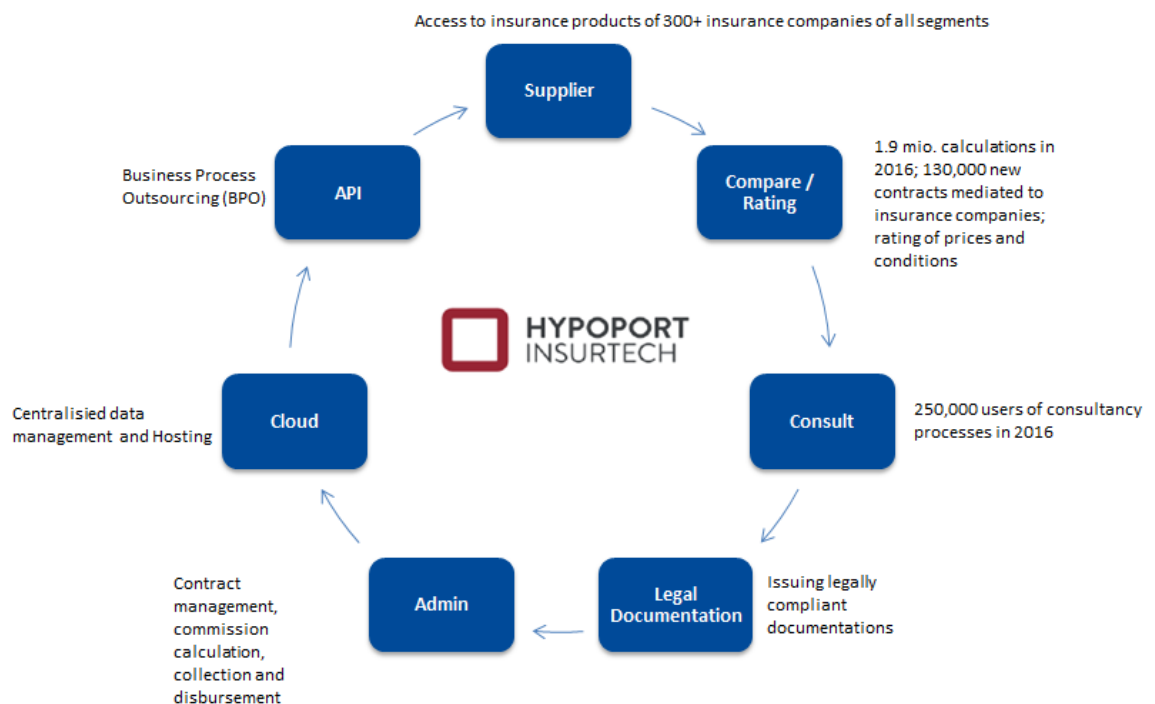 Access to insurance products of 300+ insurance companies of all segments
Supplier
Compare /
Rating
1.9 mio. calculations in
2016; 130,000 new
contracts mediated to
insurance companies;
rating of prices and
conditions
Consult
250,000 users of consultancy
processes in 2016
Legal
Documentation
Issuing legally
compliant
documentations
Admin
Contract
management,
commission
calculation,
collection and
disbursement
Cloud
Centralisied data
management and Hosting
API
Business Process
Outsourcing (BPO)
HYPOPORT
INSURTECH